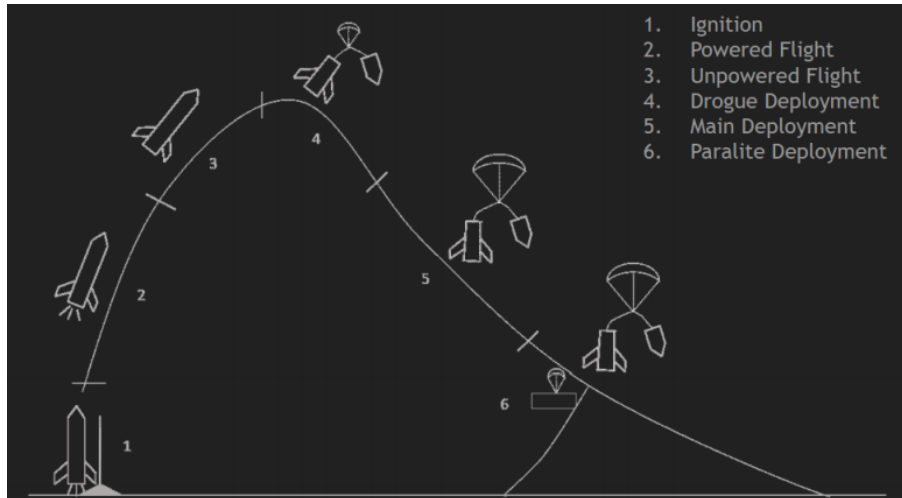 1. Ignition
2. Powered Flight
3. Unpowered Flight
4. Drogue Deployment
5. Main Deployment
6. Paralite Deployment
4
3
2
5
6
1